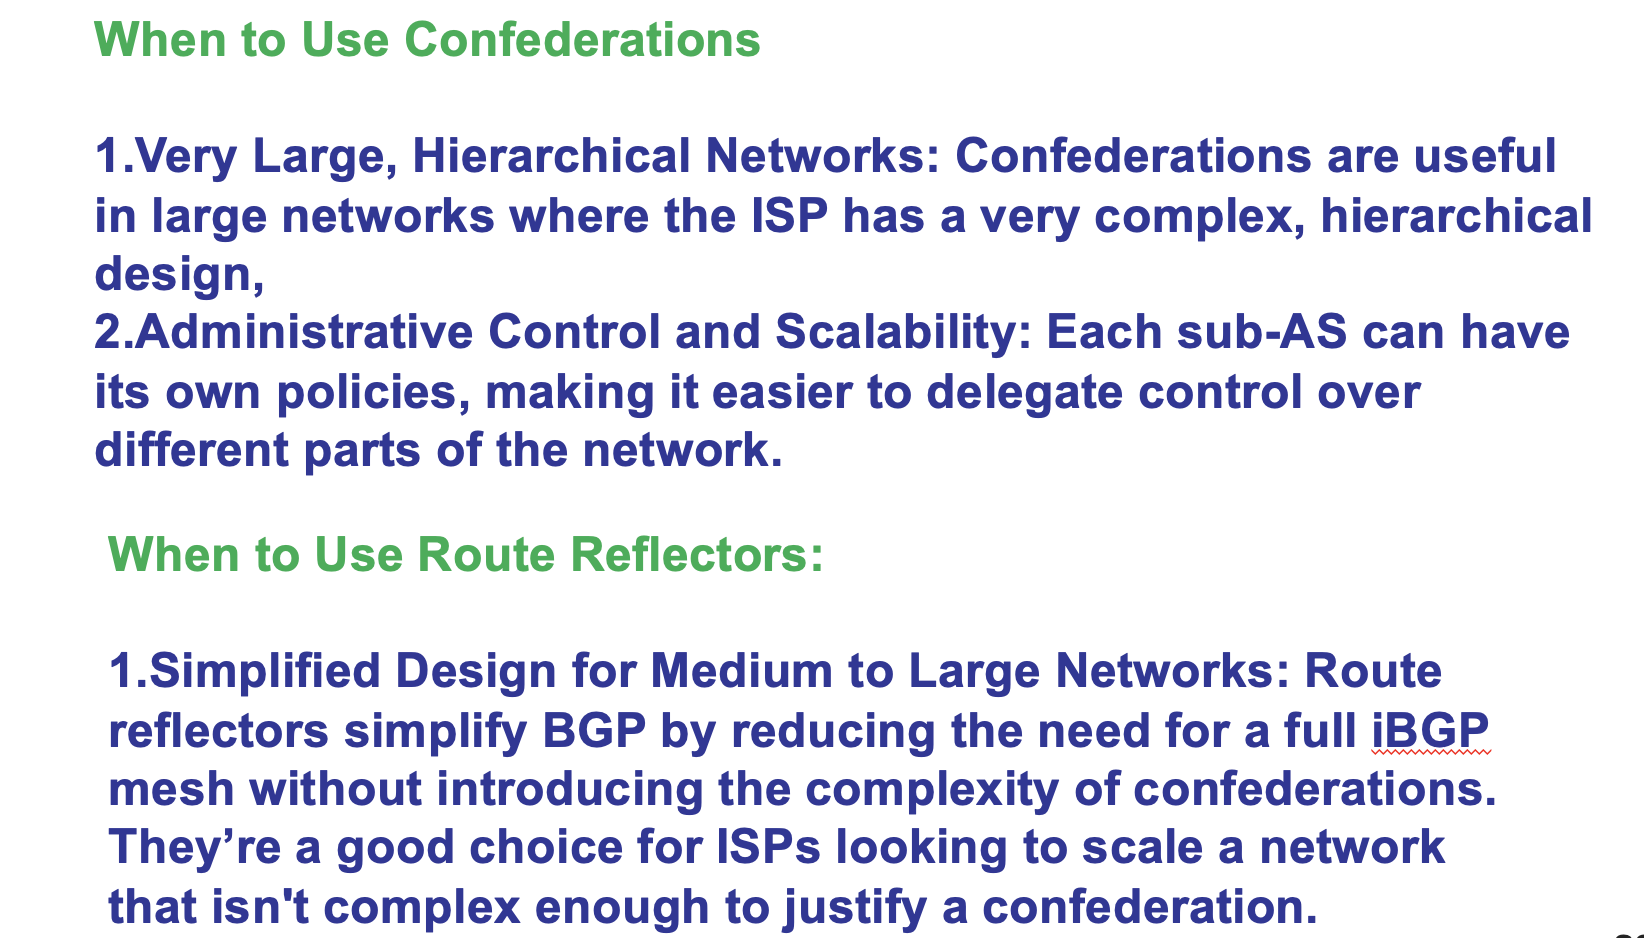 When to Use Confederations
1.Very Large, Hierarchical Networks: Confederations are useful
in large networks where the ISP has a very complex, hierarchical
design,
2.Administrative Control and Scalability: Each sub-AS can have
its own policies, making it easier to delegate control over
different parts of the network.
When to Use Route Reflectors:
1.Simplified Design for Medium to Large Networks: Route
reflectors simplify BGP by reducing the need for a full iBGP
mesh without introducing the complexity of confederations.
They’re a good choice for ISPs looking to scale a network
that isn't complex enough to justify a confederation.